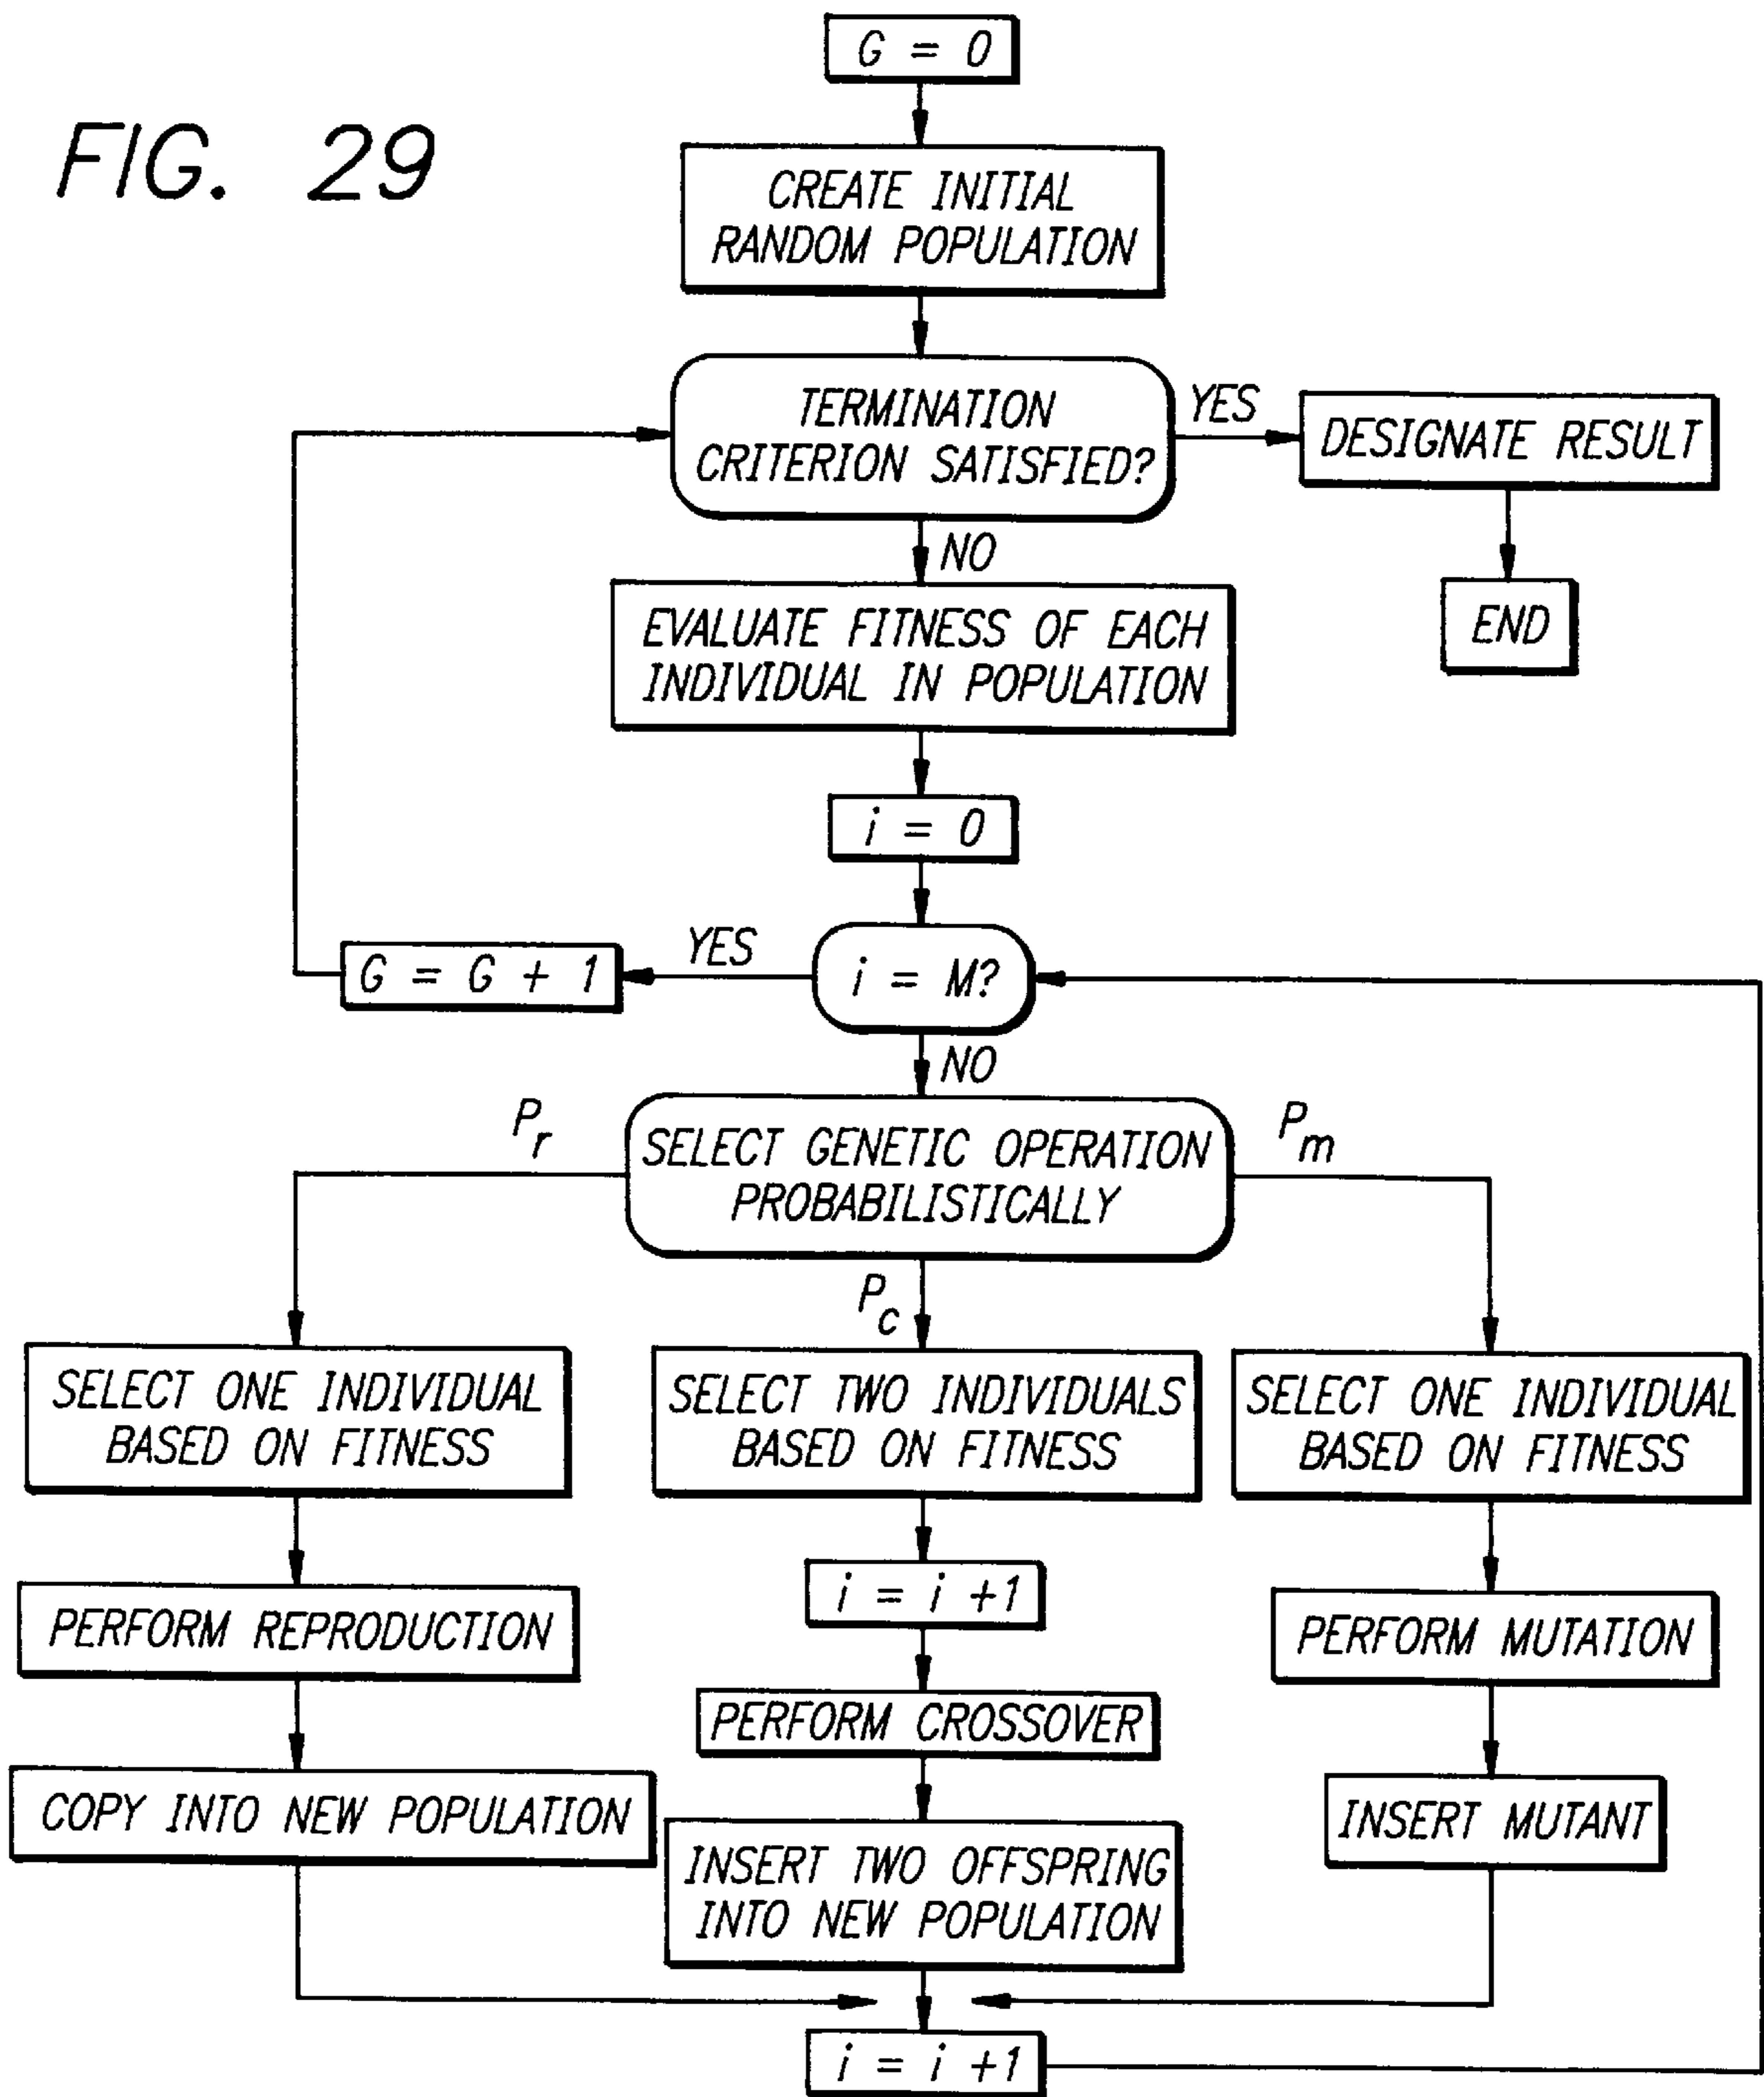 FIG. 29
G = 0
CREATE INITIAL
RANDOM POPULATION
TERMINATION
CRITERION SATISFIED?
YES
DESIGNATE RESULT
END
NO
EVALUATE FITNESS OF EACH
INDIVIDUAL IN POPULATION
i = 0
i = M?
YES
G = G + 1
NO
SELECT GENETIC OPERATION
PROBABILISTICALLY
Pr
Pc
Pm
SELECT ONE INDIVIDUAL
BASED ON FITNESS
PERFORM REPRODUCTION
COPY INTO NEW POPULATION
SELECT TWO INDIVIDUALS
BASED ON FITNESS
i = i +1
PERFORM CROSSOVER
INSERT TWO OFFSPRING
INTO NEW POPULATION
SELECT ONE INDIVIDUAL
BASED ON FITNESS
PERFORM MUTATION
INSERT MUTANT
i = i +1